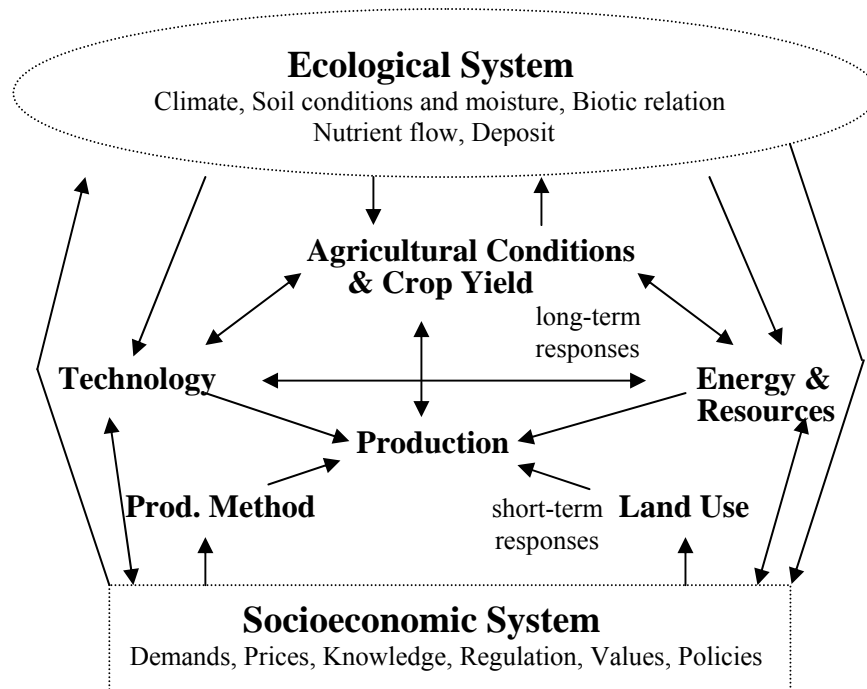 Ecological System
Climate, Soil conditions and moisture, Biotic relation
Nutrient flow, Deposit
Agricultural Conditions
& Crop Yield
long-term
responses
Technology
Energy &
Resources
Production
Prod. Method
short-term
responses
Land Use
Socioeconomic System
Demands, Prices, Knowledge, Regulation, Values, Policies